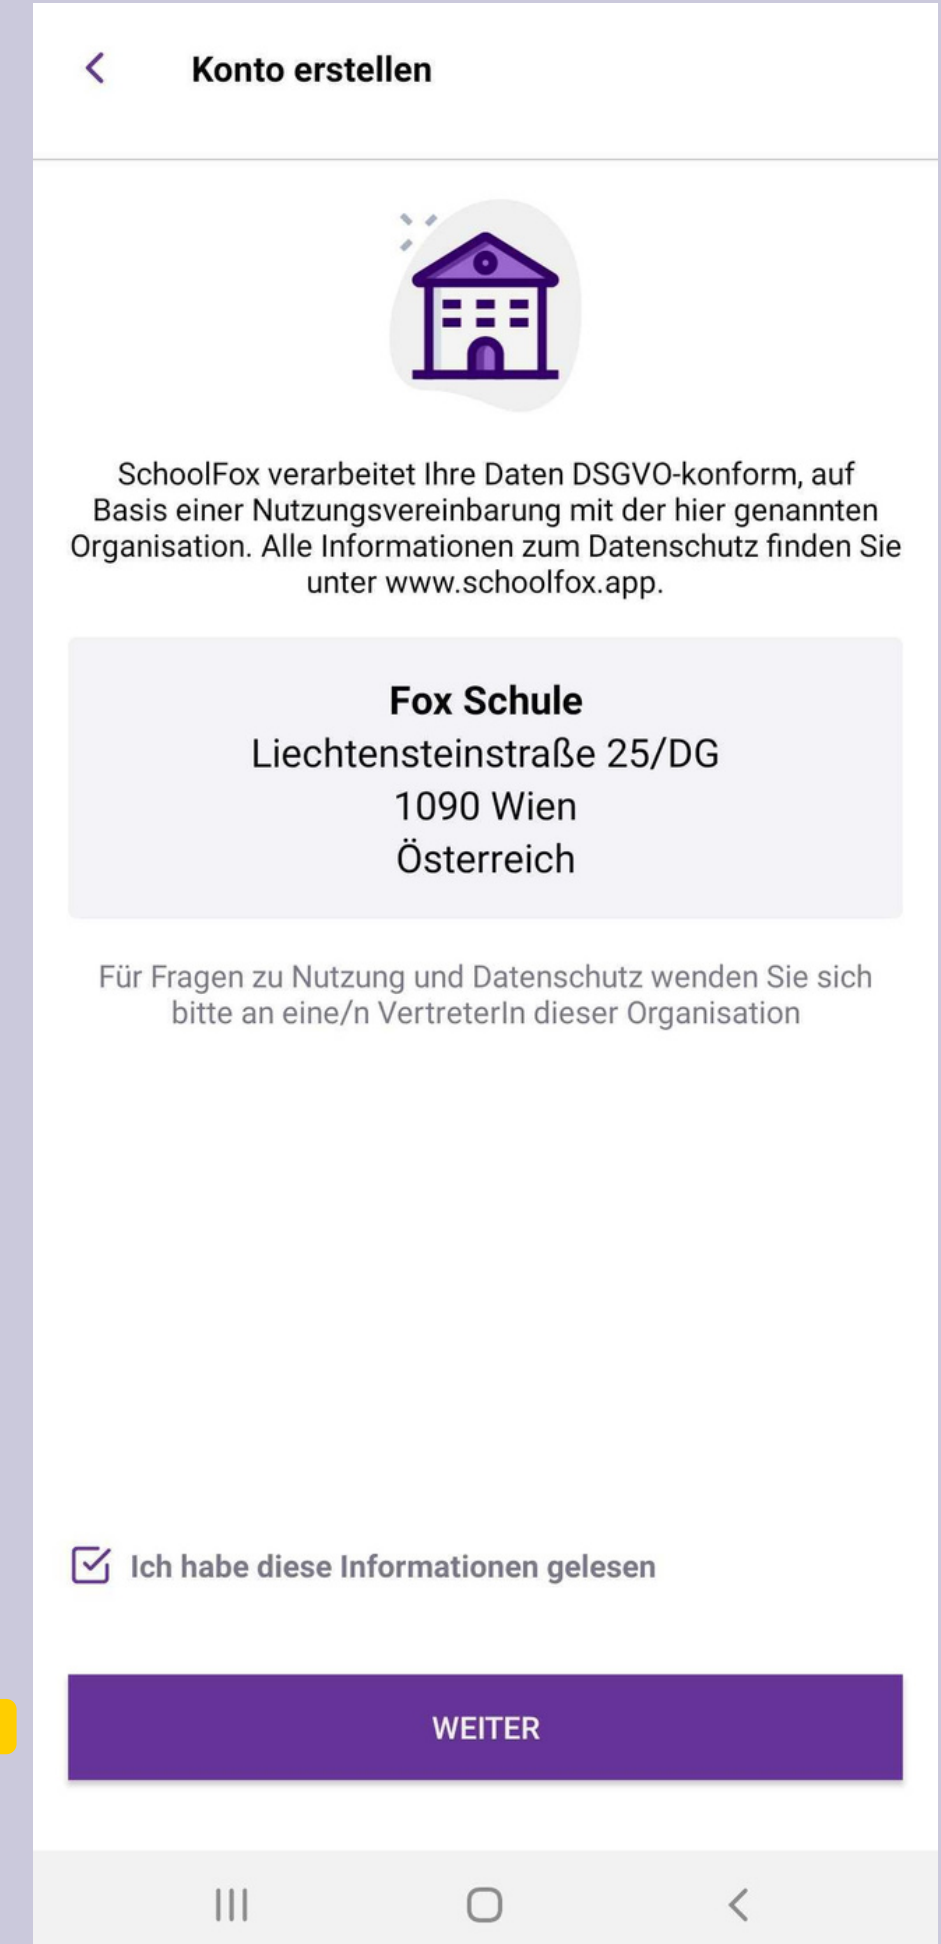 Konto erstellen
SchoolFox verarbeitet Ihre Daten DSGVO-konform, auf
Basis einer Nutzungsvereinbarung mit der hier genannten
Organisation. Alle Informationen zum Datenschutz finden Sie
unter www.schoolfox.app.
Fox Schule
Liechtensteinstraße 25/DG
1090 Wien
Österreich
Für Fragen zu Nutzung und Datenschutz wenden Sie sich
bitte an eine/n VertreterIn dieser Organisation
Ich habe diese Informationen gelesen
WEITER